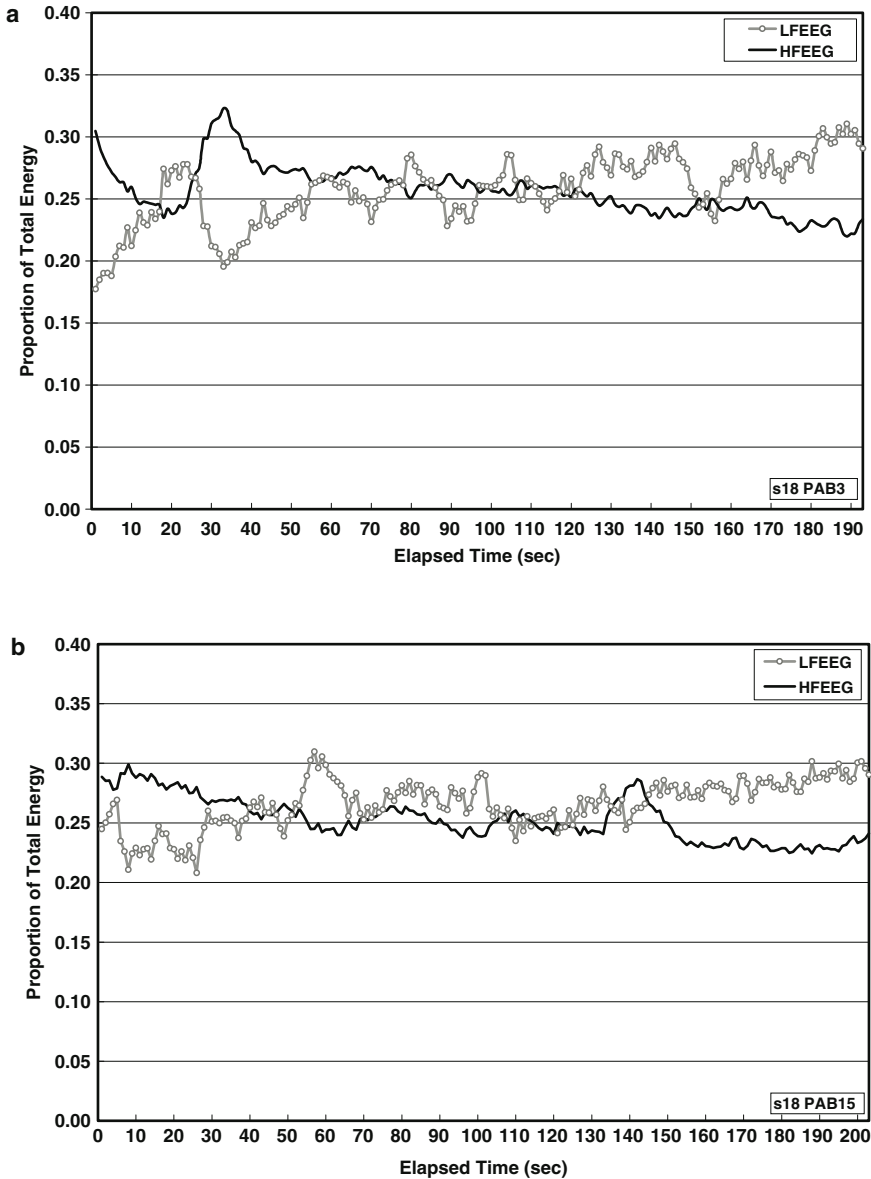 a
0.40
LFEEG
HFEEG
0.35
0.30
0.25
0.20
0.15
0.10
0.05
0.00
Proportion of Total Energy
s18 PAB3
0 10 20 30 40 50 60 70 80 90 100 110 120 130 140 150 160 170 180 190
Elapsed Time (sec)
b
0.40
LFEEG
HFEEG
0.35
0.30
0.25
0.20
0.15
0.10
0.05
0.00
Proportion of Total Energy
s18 PAB15
0 10 20 30 40 50 60 70 80 90 100 110 120 130 140 150 160 170 180 190 200
Elapsed Time (sec)